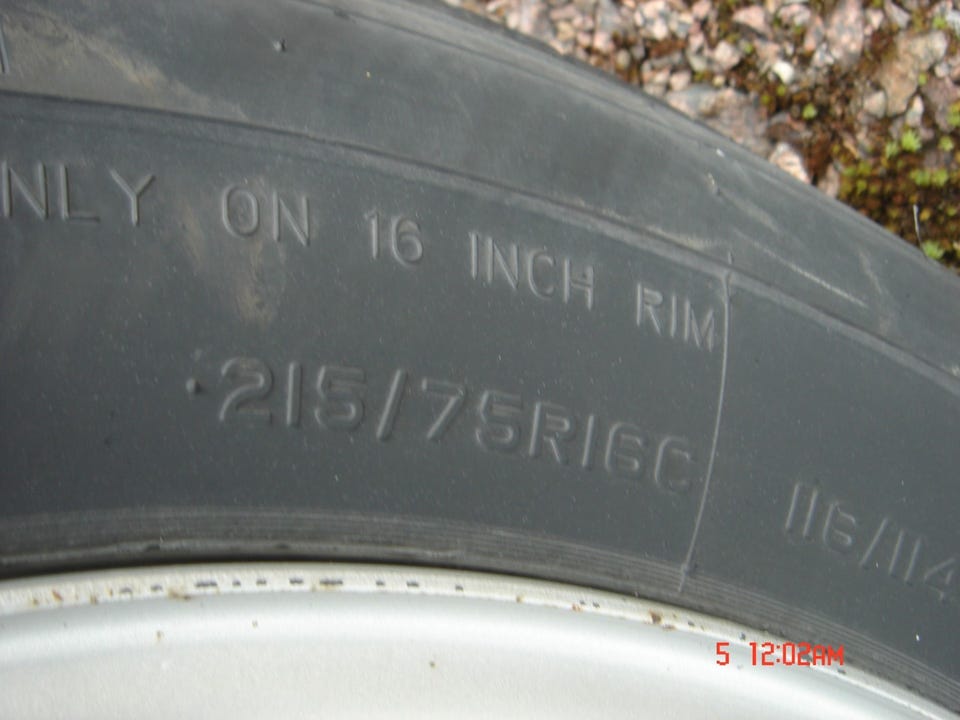 NLY ON 16 INCH RIM
215/75R16C
116/114
5 12:02AM